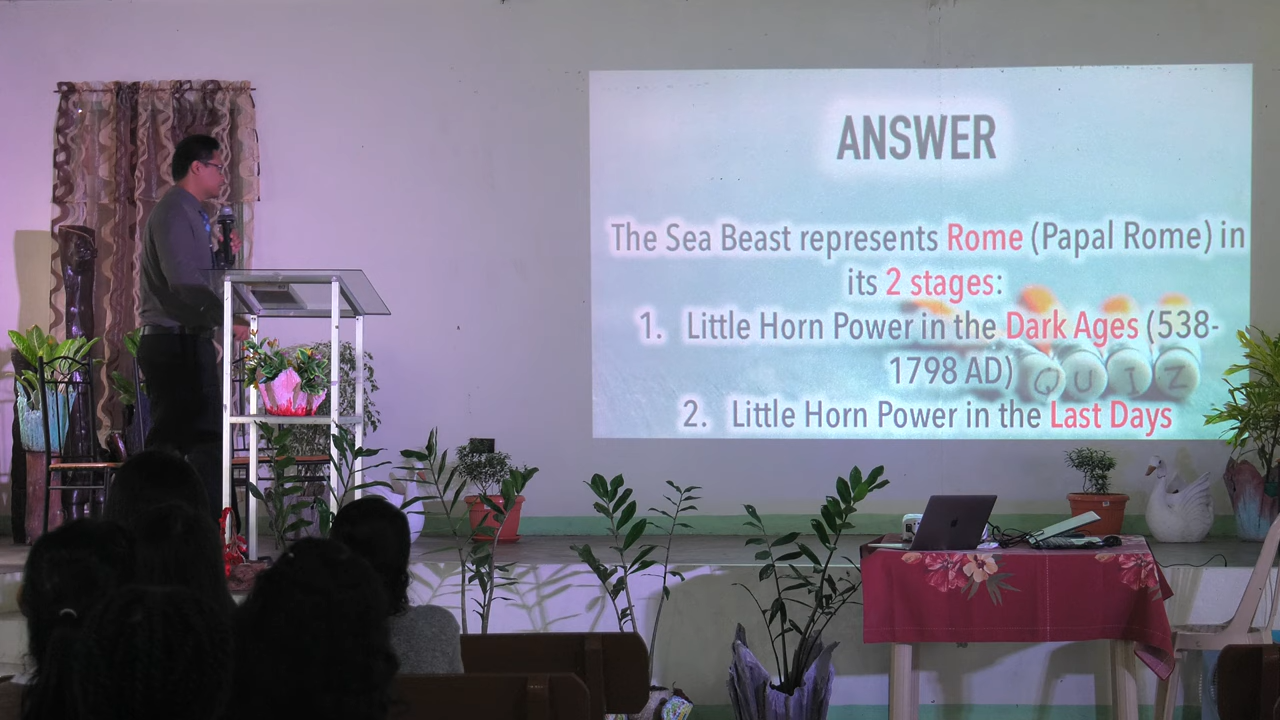 ANSWER
The Sea Beast represents Rome (Papal Rome) in
its 2 stages:
1. Little Horn Power in the Dark Ages (538-
1798 AD)
QUIZ
2. Little Horn Power in the Last Days